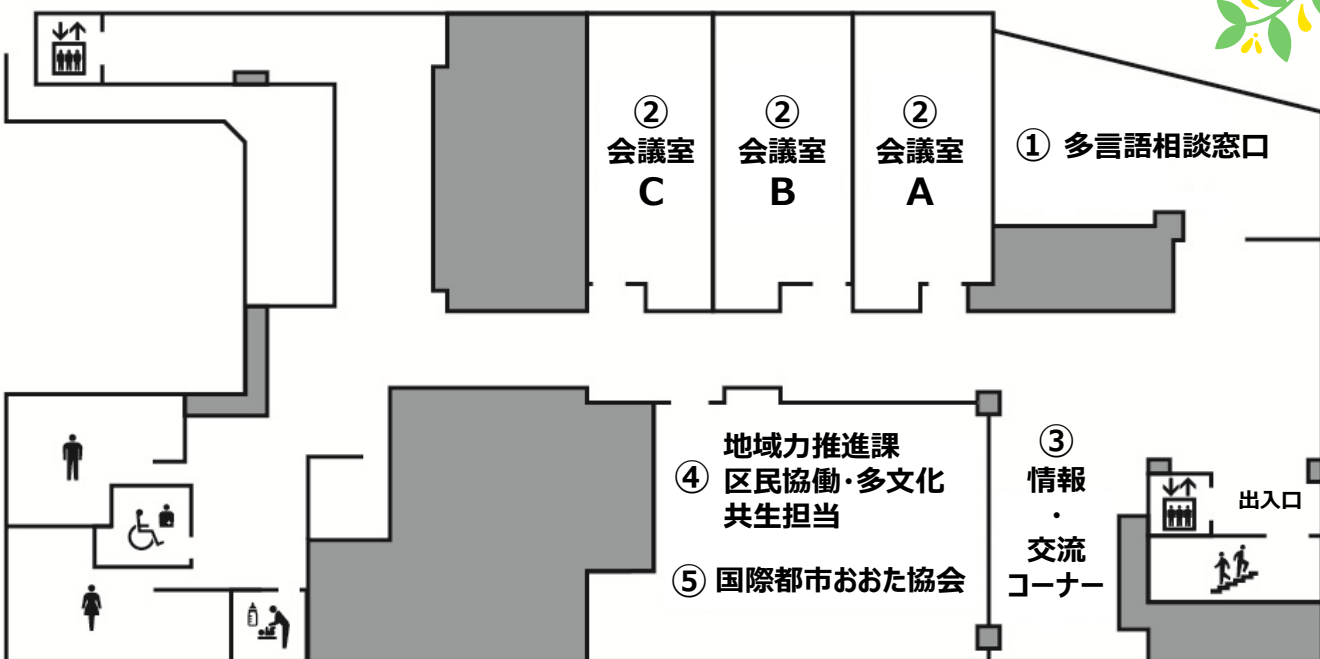 ②
会議室
C
②
会議室
B
②
会議室
A
① 多言語相談窓口
④
地域力推進課
区民協働・多文化
共生担当
⑤ 国際都市おおた協会
③
情報
・
交流
コーナー
出入口